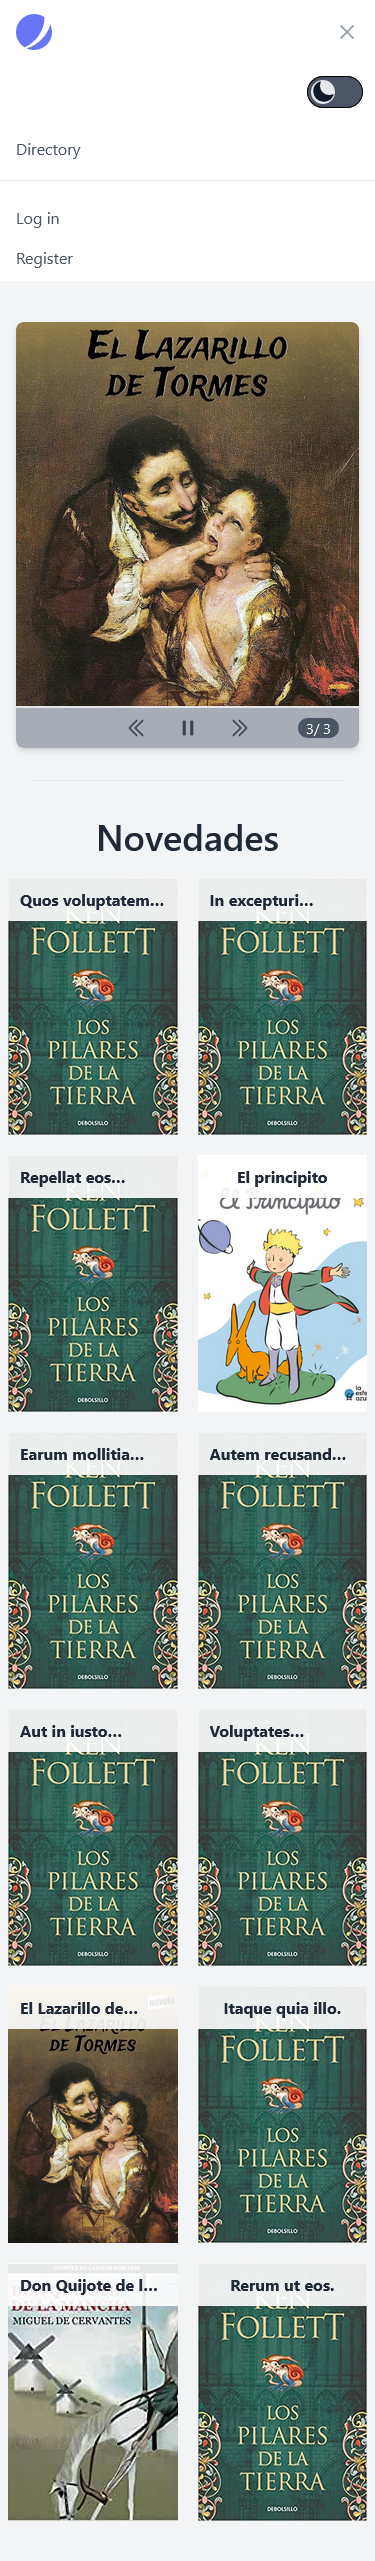 Directory
Log in
Register
EL LAZARILLO
DE TORMES
3/ 3
Novedades
Quos voluptatem...
KEN
FOLLETT
LOS
PILARES
DE LA
TIERRA
DEBOLSILLO
In excepturi...
KEN
FOLLETT
LOS
PILARES
DE LA
TIERRA
DEBOLSILLO
Repellat eos...
KEN
FOLLETT
LOS
PILARES
DE LA
TIERRA
DEBOLSILLO
El principito
El Principito
la
esfe
azul
Earum mollitia...
KEN
FOLLETT
LOS
PILARES
DE LA
TIERRA
DEBOLSILLO
Autem recusand...
KEN
FOLLETT
LOS
PILARES
DE LA
TIERRA
DEBOLSILLO
Aut in iusto...
KEN
FOLLETT
LOS
PILARES
DE LA
TIERRA
DEBOLSILLO
Voluptates...
KEN
FOLLETT
LOS
PILARES
DE LA
TIERRA
DEBOLSILLO
El Lazarillo de...
novela
EL LAZARILLO
DE TORMES
Itaque quia illo.
KEN
FOLLETT
LOS
PILARES
DE LA
TIERRA
DEBOLSILLO
Don Quijote de l...
DE LA MANCHA
MIGUEL DE CERVANTES
Rerum ut eos.
KEN
FOLLETT
LOS
PILARES
DE LA
TIERRA
DEBOLSILLO